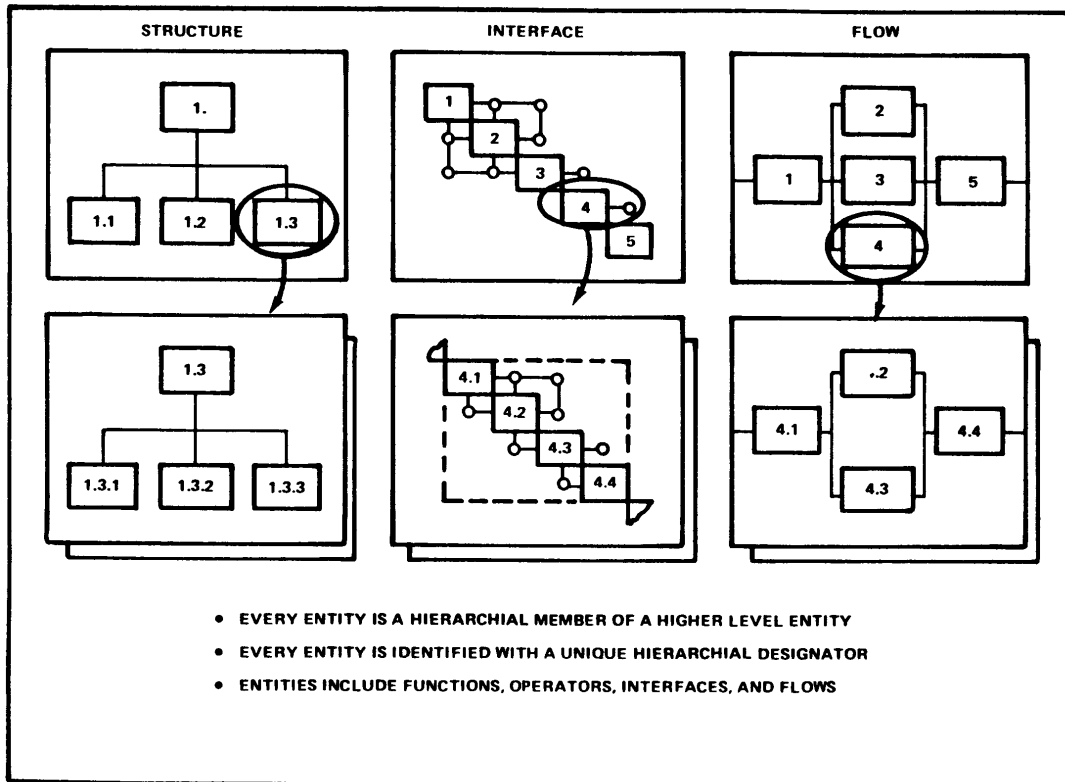 STRUCTURE
1.
1.1 1.2 1.3
1.3
1.3.1 1.3.2 1.3.3
INTERFACE
1
2
3
4
5
4.1
4.2
4.3
4.4
FLOW
2
1 3 5
4
.2
4.1 4.4
4.3
• EVERY ENTITY IS A HIERARCHIAL MEMBER OF A HIGHER LEVEL ENTITY
• EVERY ENTITY IS IDENTIFIED WITH A UNIQUE HIERARCHIAL DESIGNATOR
• ENTITIES INCLUDE FUNCTIONS, OPERATORS, INTERFACES, AND FLOWS